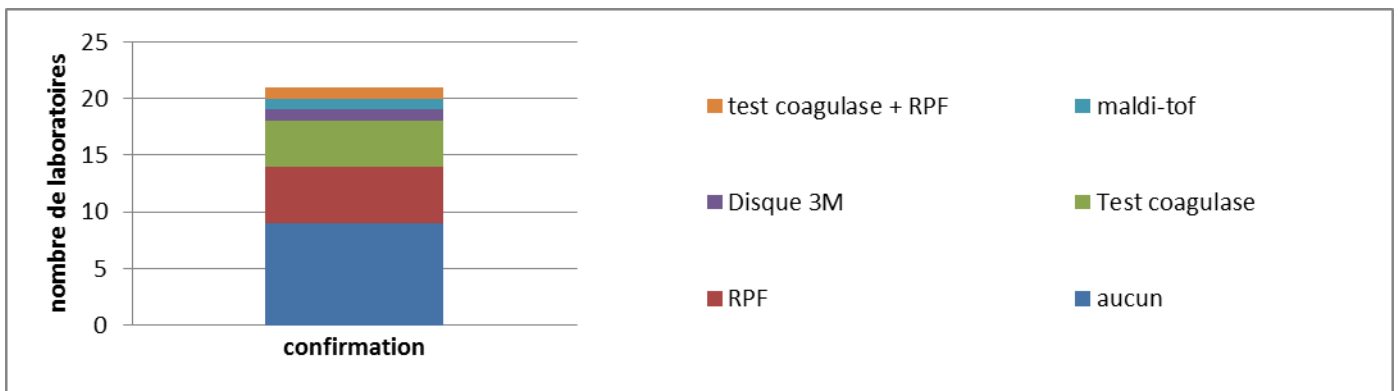 nombre de laboratoires
25
20
15
10
5
0
confirmation
test coagulase + RPF
maldi-tof
Disque 3M
Test coagulase
RPF
aucun